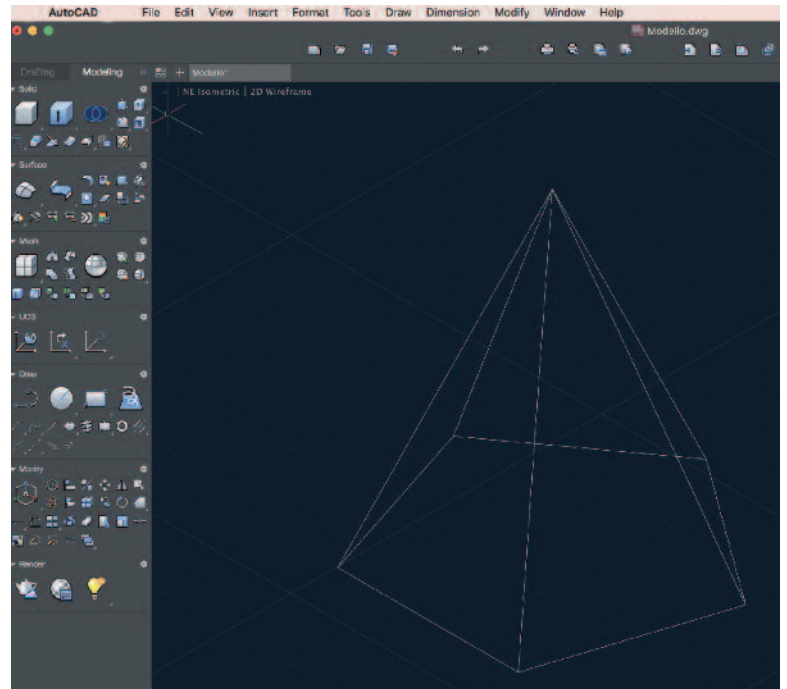 AutoCAD File Edit View Insert Format Tools Draw Dimension Modify Window Help
Modello.dwg
Drafting Modeling Modello*
Solid
NE Isometric | 2D Wireframe
Surface
Mesh
UCS
Draw
Modify
Render